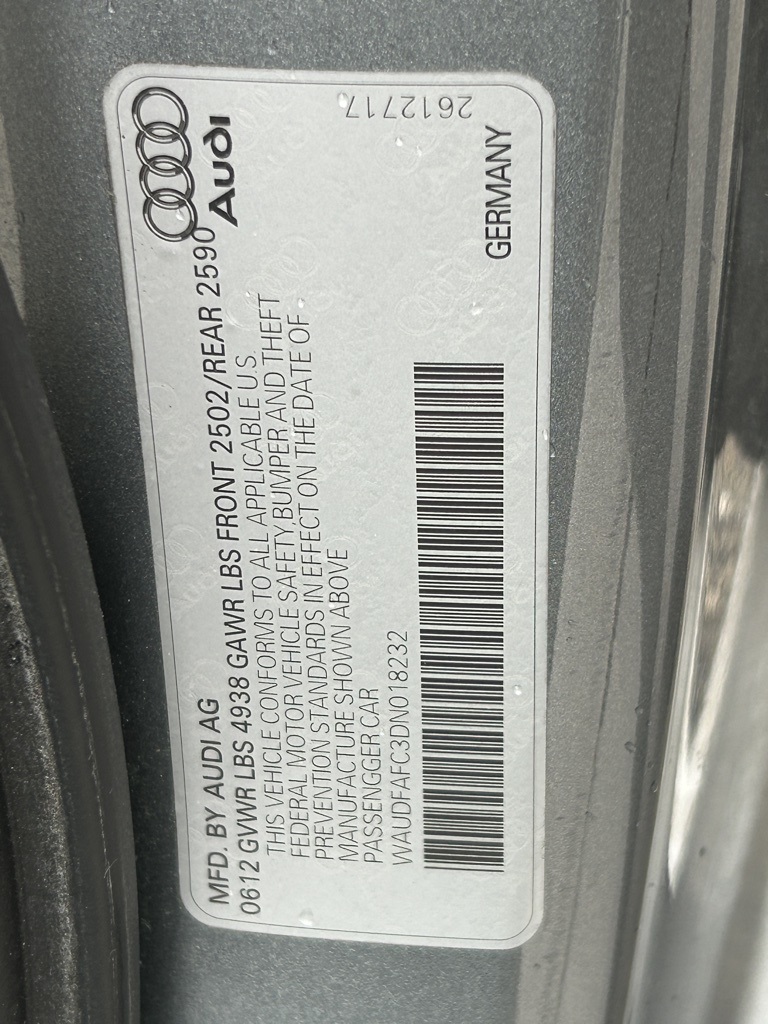 Audi
MFD. BY AUDI AG
0612 GVWR LBS 4938 GAWR LBS FRONT 2502/REAR 2590
THIS VEHICLE CONFORMS TO ALL APPLICABLE U.S.
FEDERAL MOTOR VEHICLE SAFETY,BUMPER AND THEFT
PREVENTION STANDARDS IN EFFECT ON THE DATE OF
MANUFACTURE SHOWN ABOVE
PASSENGGER CAR
WAUDFAFC3DN018232
GERMANY
2612717